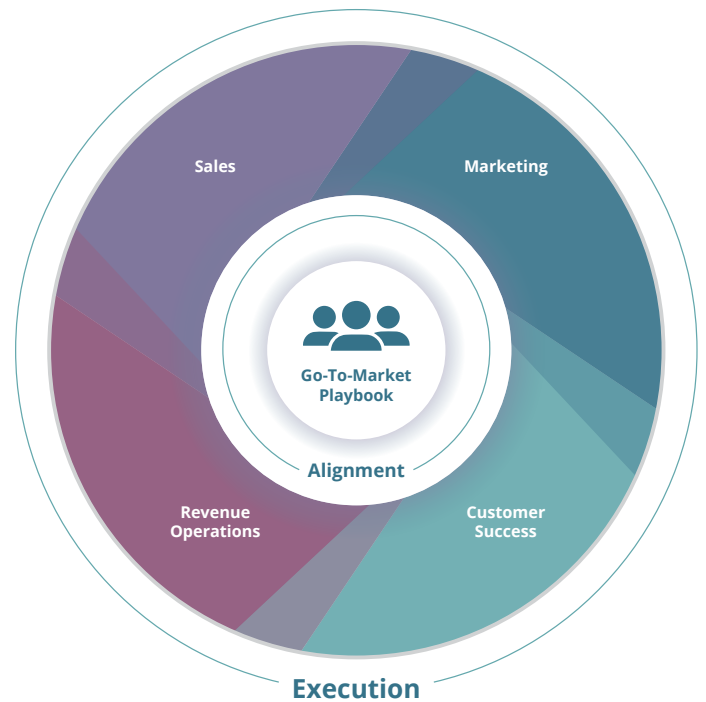 Sales
Marketing
Go-To-Market
Playbook
Alignment
Revenue
Operations
Customer
Success
Execution